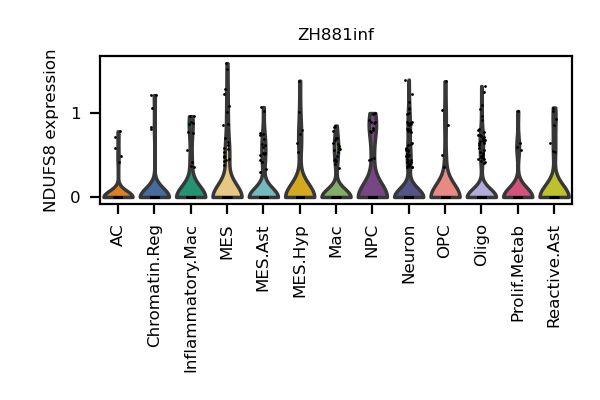 ZH881inf
NDUFS8 expression
1
0
AC
Chromatin.Reg
Inflammatory.Mac
MES
MES.Ast
MES.Hyp
Mac
NPC
Neuron
OPC
Oligo
Prolif.Metab
Reactive.Ast